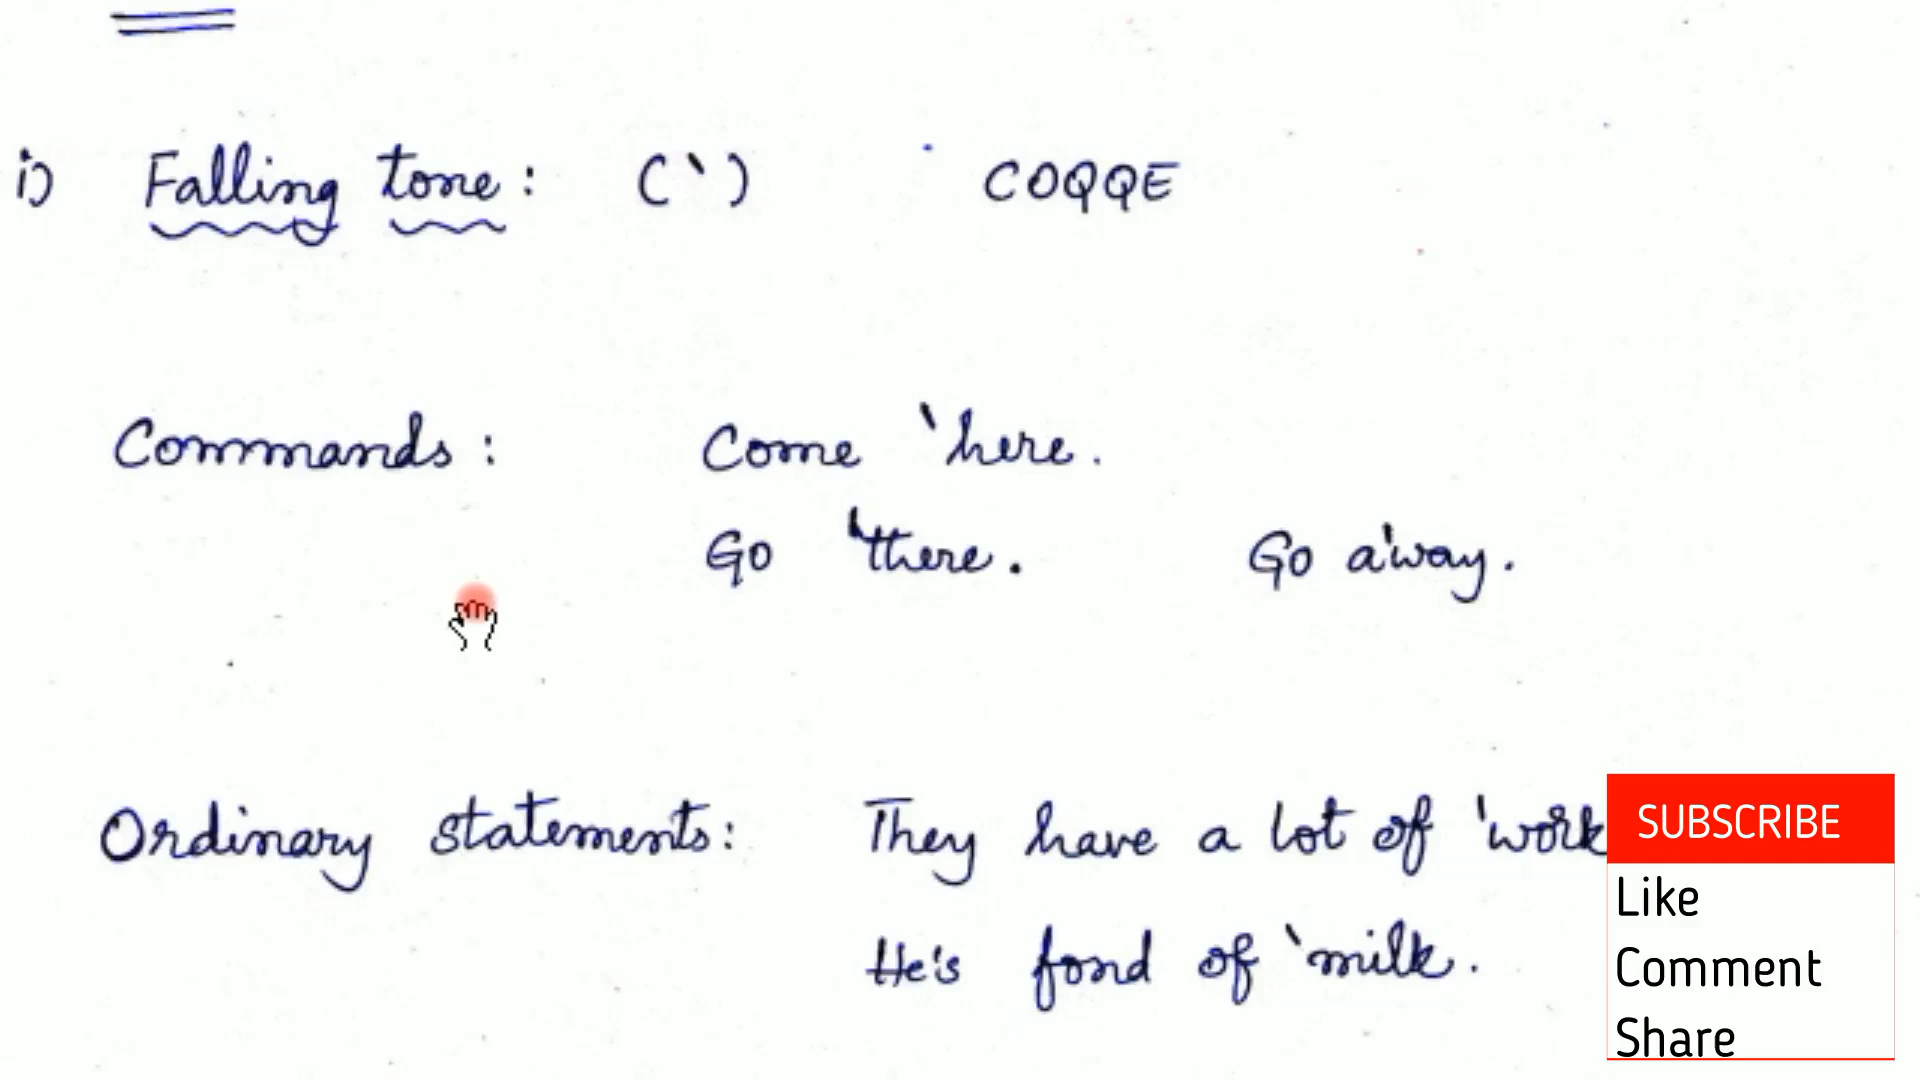 i) Falling tone: (`) COQQE
Commands: Come `here.
Go `there. Go a`way.
Ordinary statements: They have a lot of `work
He's fond of `milk.
SUBSCRIBE
Like
Comment
Share